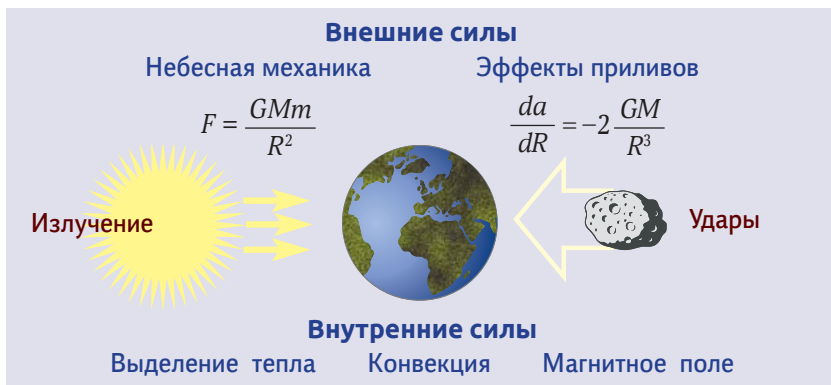 Внешние силы
Небесная механика Эффекты приливов
F = GMm/R² da/dR = −2 GM/R³
Излучение Удары
Внутренние силы
Выделение тепла Конвекция Магнитное поле